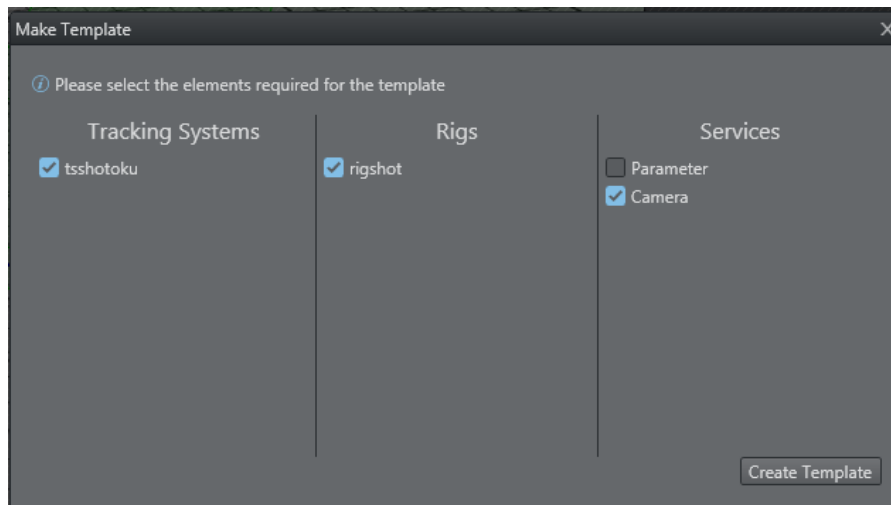 Make Template
Please select the elements required for the template
Tracking Systems
tsshotoku
Rigs
rigshot
Services
Parameter
Camera
Create Template